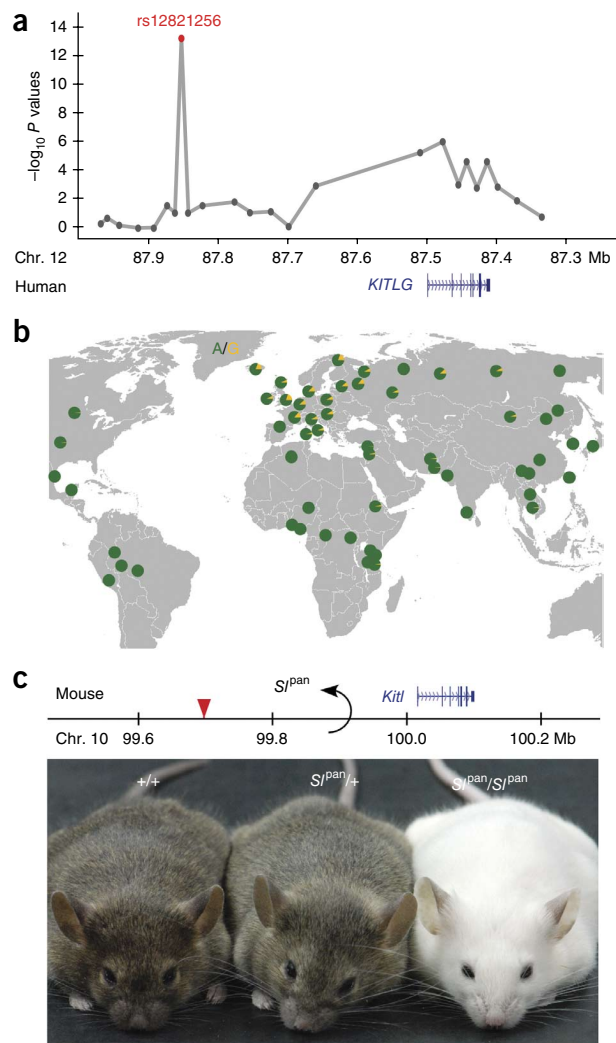 a
rs12821256
14
12
10
8
6
4
2
0
–log10 P values
Chr. 12
87.9
87.8
87.7
87.6
87.5
87.4
87.3
Mb
Human
KITLG
b
A/G
c
Mouse
Slpan
Kitl
Chr. 10
99.6
99.8
100.0
100.2 Mb
+/+
Slpan/+
Slpan/Slpan